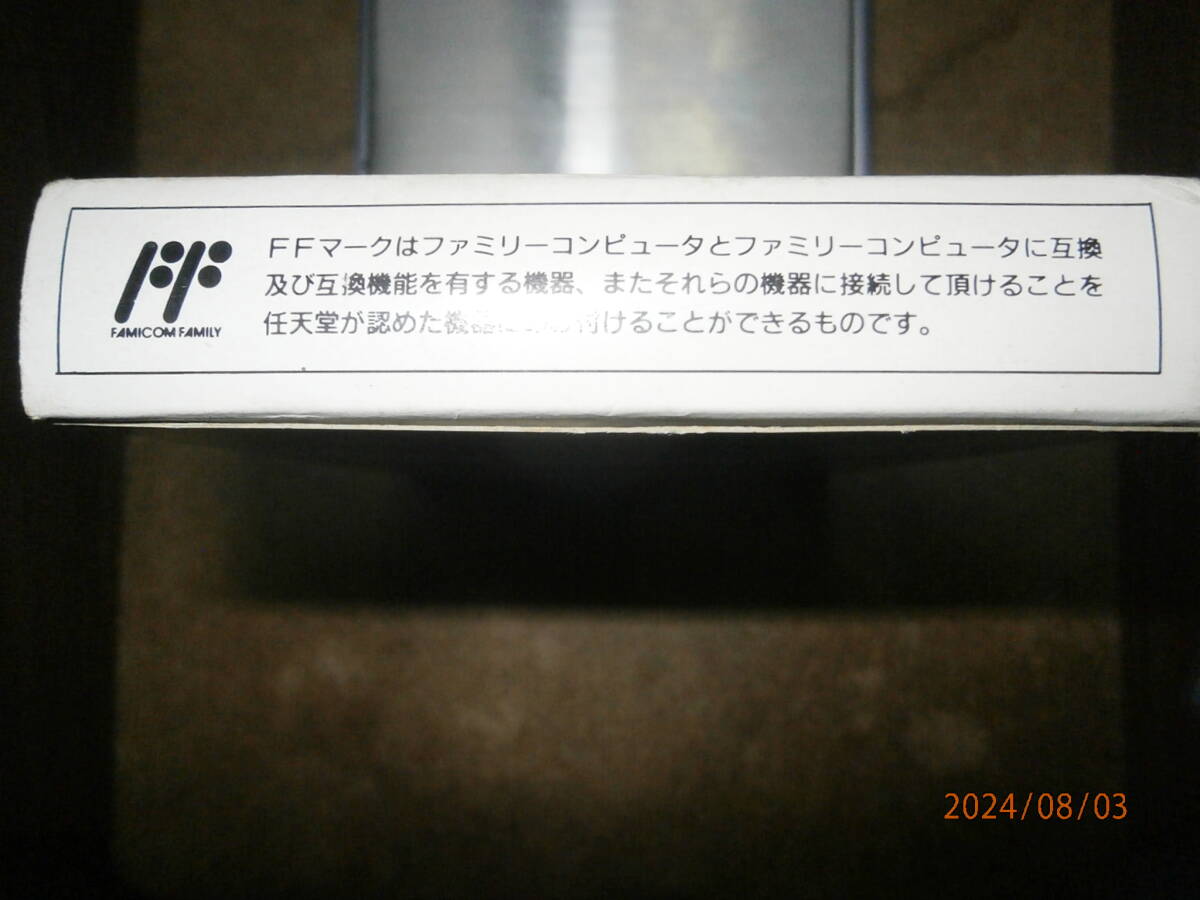 FFマークはファミリーコンピュータとファミリーコンピュータに互換
及び互換機能を有する機器、またそれらの機器に接続して頂けることを
任天堂が認めた機器に 付けることができるものです。
FAMICOM FAMILY
2024/08/03